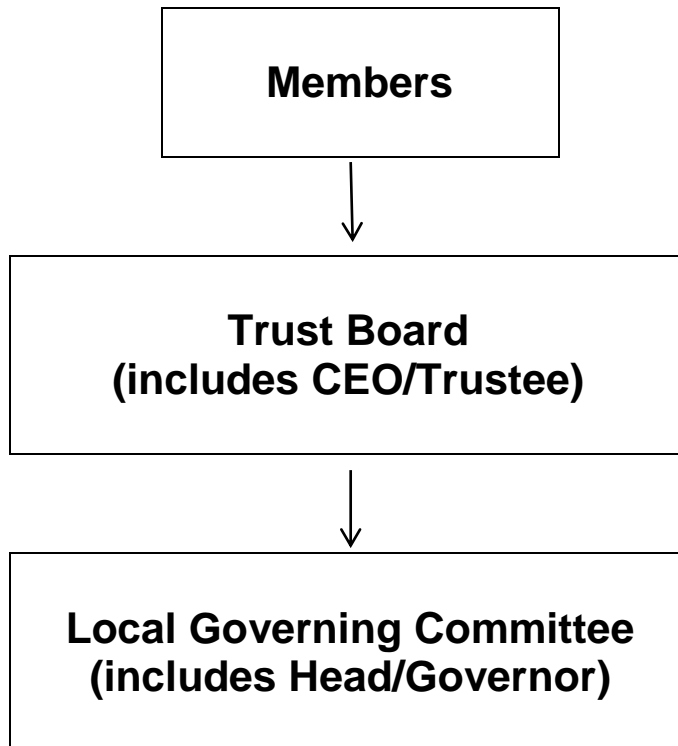 Members
Trust Board
(includes CEO/Trustee)
Local Governing Committee
(includes Head/Governor)